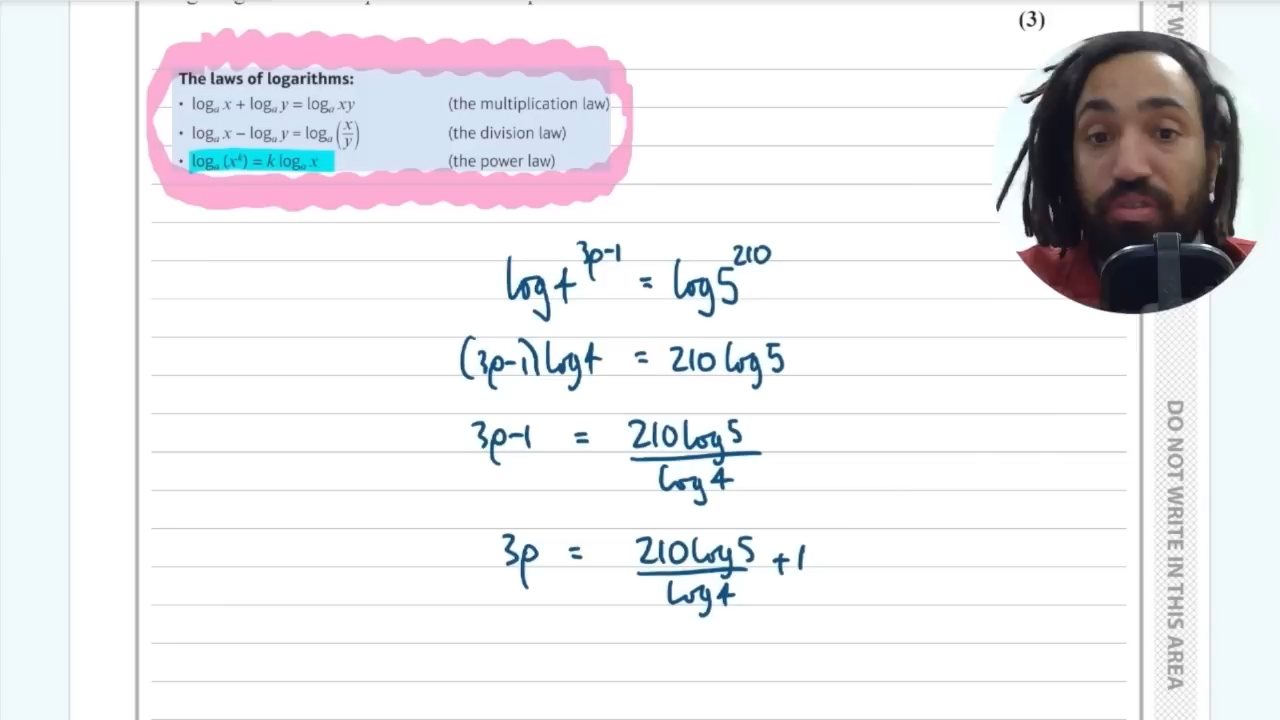 (3)
The laws of logarithms:
• logₐ x + logₐ y = logₐ xy (the multiplication law)
• logₐ x − logₐ y = logₐ (x/y) (the division law)
• logₐ (xᵏ) = k logₐ x (the power law)
log 4^(3p-1) = log 5^210
(3p-1) log 4 = 210 log 5
3p-1 = 210 log 5 / log 4
3p = 210 log 5 / log 4 + 1
DO NOT WRITE IN THIS AREA